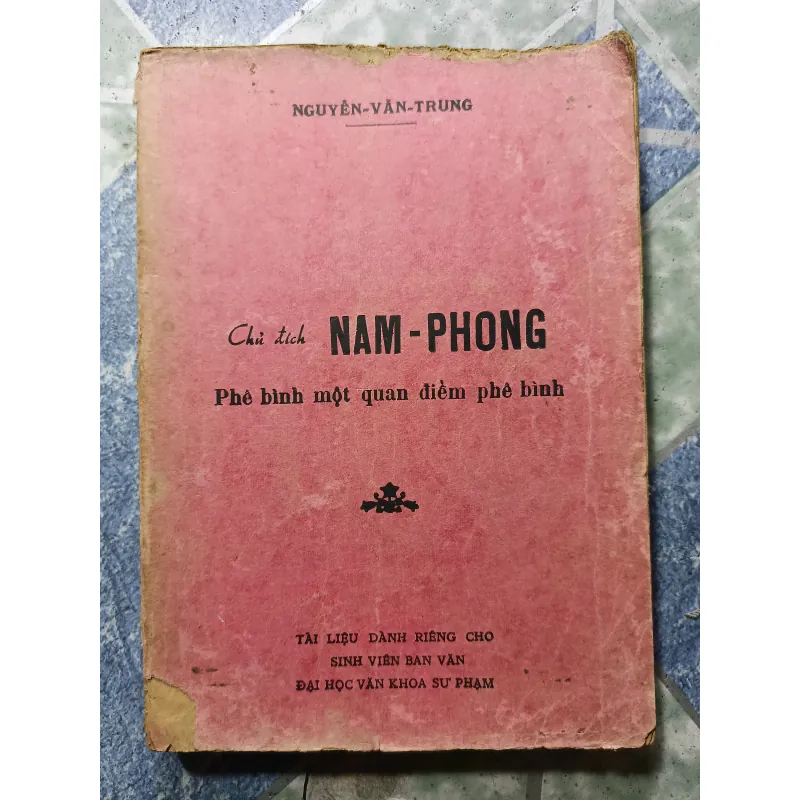 NGUYỄN-VĂN-TRUNG
Chủ đích NAM-PHONG
Phê bình một quan điểm phê bình
TÀI LIỆU DÀNH RIÊNG CHO
SINH VIÊN BAN VĂN
ĐẠI HỌC VĂN KHOA SƯ PHẠM